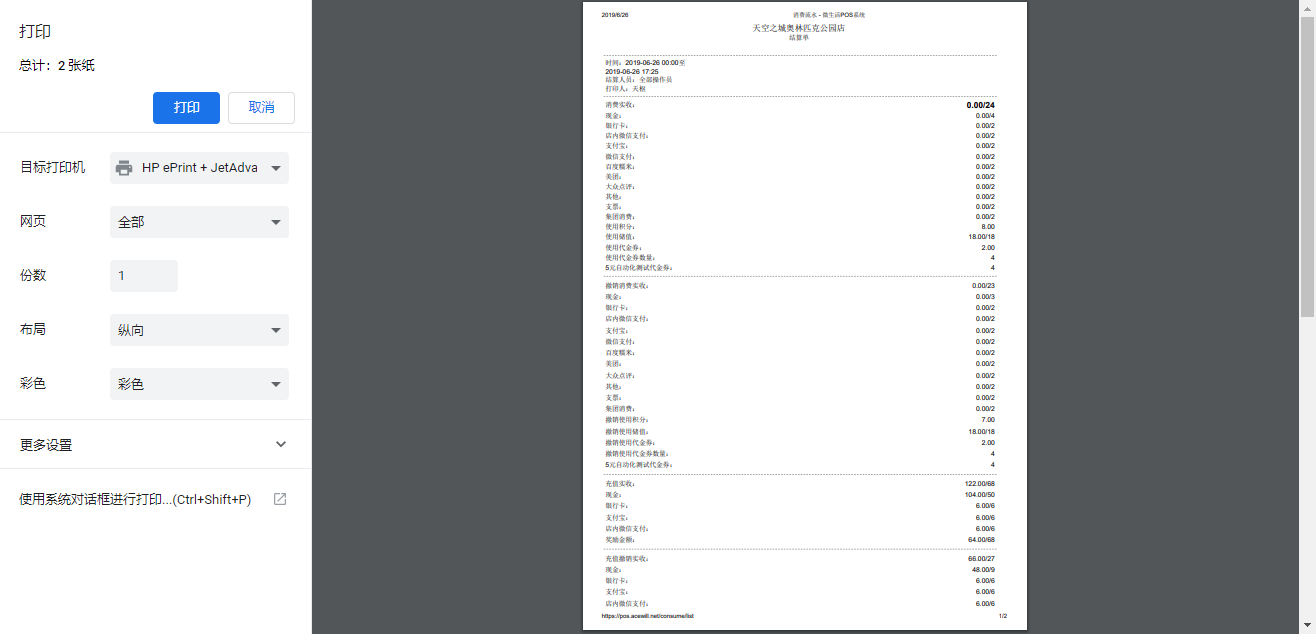 打印
总计：2 张纸
打印
取消
目标打印机
HP ePrint + JetAdva
网页
全部
份数
1
布局
纵向
彩色
彩色
更多设置
使用系统对话框进行打印...(Ctrl+Shift+P)
2019/6/26 消费流水 - 微生活POS系统
天空之城奥林匹克公园店
结算单
时间：2019-06-26 00:00至
2019-06-26 17:25
结算人员：全部操作员
打印人：天根
消费实收： 0.00/24
现金： 0.00/4
银行卡： 0.00/2
店内微信支付： 0.00/2
支付宝： 0.00/2
微信支付： 0.00/2
百度糯米： 0.00/2
美团： 0.00/2
大众点评： 0.00/2
其他： 0.00/2
支票： 0.00/2
集团消费： 0.00/2
使用积分： 8.00
使用储值： 18.00/18
使用代金券： 2.00
使用代金券数量： 4
5元自动化测试代金券： 4
撤销消费实收： 0.00/23
现金： 0.00/3
银行卡： 0.00/2
店内微信支付： 0.00/2
支付宝： 0.00/2
微信支付： 0.00/2
百度糯米： 0.00/2
美团： 0.00/2
大众点评： 0.00/2
其他： 0.00/2
支票： 0.00/2
集团消费： 0.00/2
撤销使用积分： 7.00
撤销使用储值： 18.00/18
撤销使用代金券： 2.00
撤销使用代金券数量： 4
5元自动化测试代金券： 4
充值实收： 122.00/68
现金： 104.00/50
银行卡： 6.00/6
支付宝： 6.00/6
店内微信支付： 6.00/6
奖励金额： 64.00/68
充值撤销实收： 66.00/27
现金： 48.00/9
银行卡： 6.00/6
支付宝： 6.00/6
店内微信支付： 6.00/6
https://pos.acewill.net/consume/list 1/2